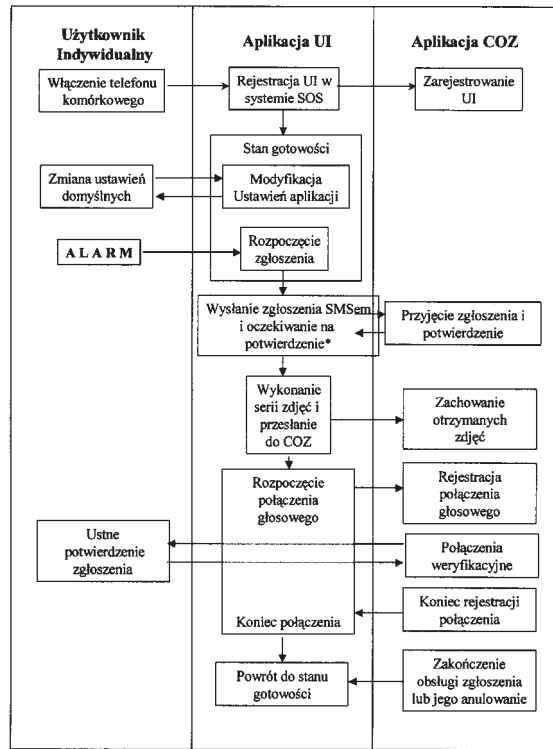 Użytkownik
Indywidualny
Aplikacja UI
Aplikacja COZ
Włączenie telefonu
komórkowego
Rejestracja UI w
systemie SOS
Zarejestrowanie
UI
Stan gotowości
Zmiana ustawień
domyślnych
Modyfikacja
Ustawień aplikacji
A L A R M
Rozpoczęcie
zgłoszenia
Wysłanie zgłoszenia SMSem
i oczekiwanie na
potwierdzenie*
Przyjęcie zgłoszenia i
potwierdzenie
Wykonanie
serii zdjęć i
przesłanie
do COZ
Zachowanie
otrzymanych
zdjęć
Rozpoczęcie
połączenia
głosowego
Rejestracja
połączenia
głosowego
Ustne
potwierdzenie
zgłoszenia
Połączenia
weryfikacyjne
Koniec połączenia
Koniec rejestracji
połączenia
Powrót do stanu
gotowości
Zakończenie
obsługi zgłoszenia
lub jego anulowanie